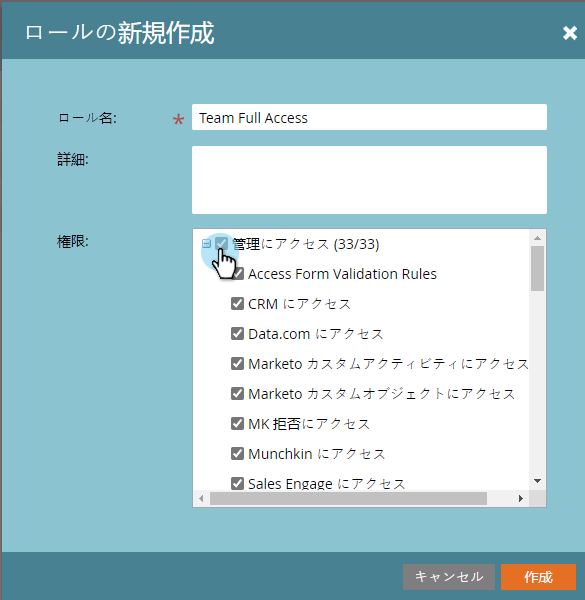 ロールの新規作成
ロール名: * Team Full Access
詳細:
権限:
管理にアクセス (33/33)
Access Form Validation Rules
CRM にアクセス
Data.com にアクセス
Marketo カスタムアクティビティにアクセス
Marketo カスタムオブジェクトにアクセス
MK 拒否にアクセス
Munchkin にアクセス
Sales Engage にアクセス
キャンセル 作成